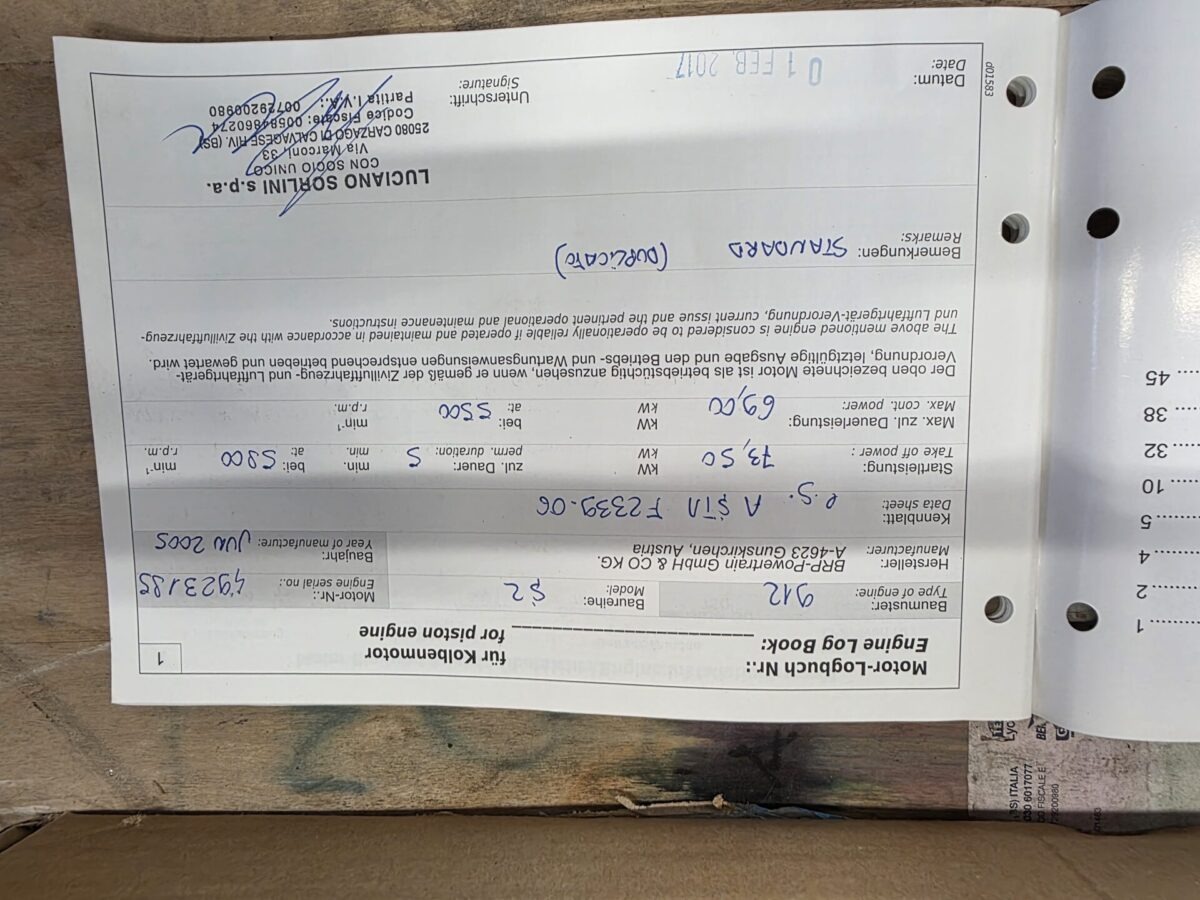 Motor-Logbuch Nr.: für Kolbenmotor 1
Engine Log Book: for piston engine
Baumuster: 912 Baureihe: S2 Motor-Nr.: 4923185
Type of engine: Model: Engine serial no.:
Hersteller: BRP-Powertrain GmbH & CO KG. Baujahr:
Manufacturer: A-4623 Gunskirchen, Austria Year of manufacture: JUN 2005
Kennblatt:
Data sheet: F2339-06
Startleistung: 73,50 kW zul. Dauer: 5 min. bei: 5800 min⁻¹
Take off power : kW perm. duration: min. at: r.p.m.
Max. zul. Dauerleistung: 69,00 kW bei: 5500 min⁻¹
Max. cont. power: kW at: r.p.m.
Der oben bezeichnete Motor ist als betriebstüchtig anzusehen, wenn er gemäß der Zivilluftfahrzeug- und Luftfahrtgerät-
Verordnung, letztgültige Ausgabe und den Betriebs- und Wartungsanweisungen entsprechend betrieben und gewartet wird.
The above mentioned engine is considered to be operationally reliable if operated and maintained in accordance with the Zivilluftfahrzeug-
und Luftfahrtgerät-Verordnung, current issue and the pertinent operational and maintenance instructions.
Bemerkungen: STANDARD (DUPLICATO)
Remarks:
LUCIANO SORLINI s.p.a.
CON SOCIO UNICO
Via Marconi, 33
25080 CARZAGO DI CALVAGESE RIV. (BS)
Codice Fiscale: 00584860274
Partita I.V.A.: 00729200980
Datum: 01 FEB. 2017 Unterschrift:
Date: Signature:
d01583
1
2
4
5
10
32
38
45
ITALIA
030 6017077